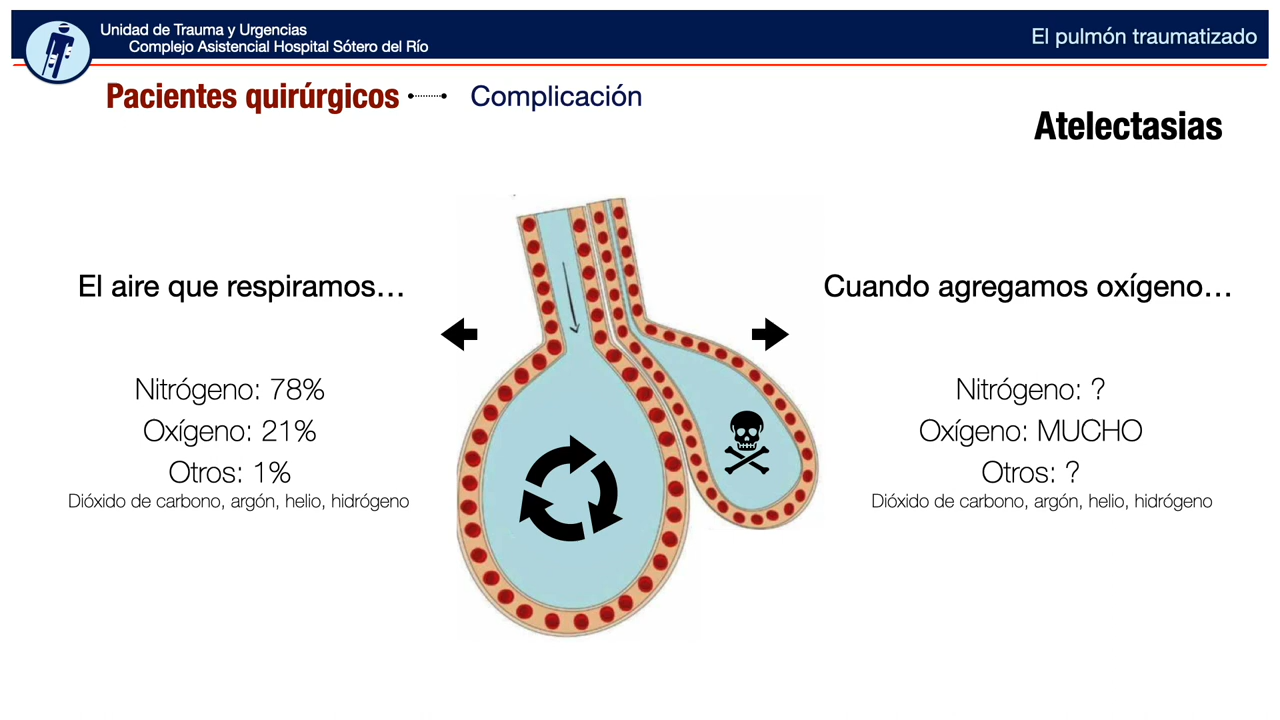 Unidad de Trauma y Urgencias
Complejo Asistencial Hospital Sótero del Río
El pulmón traumatizado
Pacientes quirúrgicos
Complicación
Atelectasias
El aire que respiramos...
Nitrógeno: 78%
Oxígeno: 21%
Otros: 1%
Dióxido de carbono, argón, helio, hidrógeno
Cuando agregamos oxígeno...
Nitrógeno: ?
Oxígeno: MUCHO
Otros: ?
Dióxido de carbono, argón, helio, hidrógeno